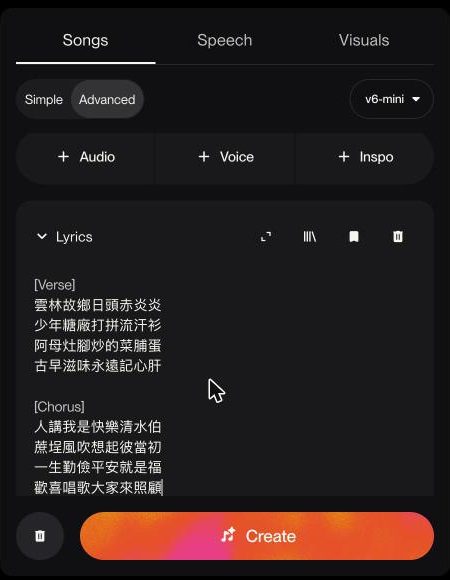 Songs Speech Visuals
Simple Advanced v6-mini
+ Audio + Voice + Inspo
Lyrics
[Verse]
雲林故鄉日頭赤炎炎
少年糖廠打拼流汗衫
阿母灶腳炒的菜脯蛋
古早滋味永遠記心肝
[Chorus]
人講我是快樂清水伯
蔗埕風吹想起彼當初
一生勤儉平安就是福
歡喜唱歌大家來照顧
Create